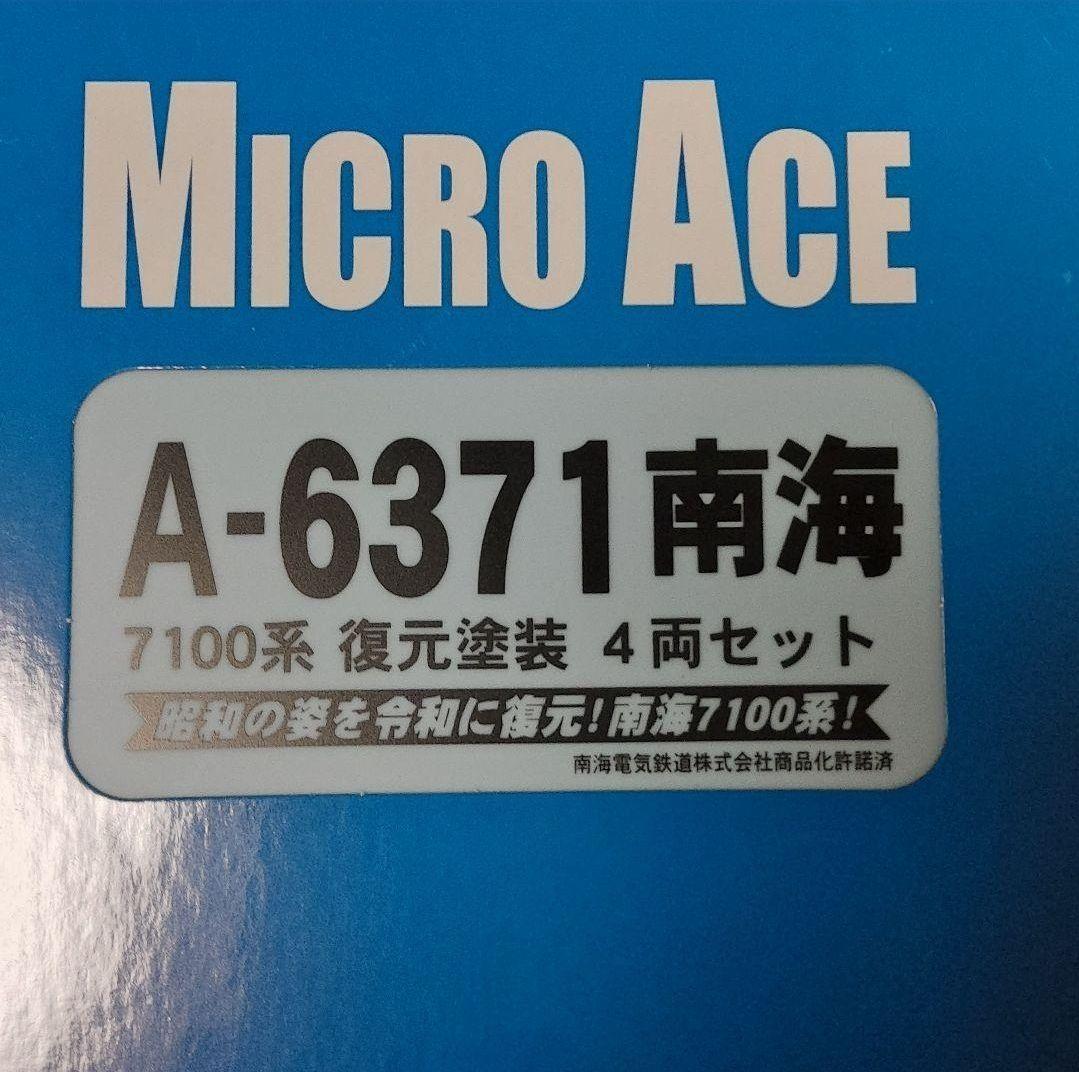 MICRO ACE
A-6371南海
7100系 復元塗装 4両セット
昭和の姿を令和に復元!南海7100系!
南海電気鉄道株式会社商品化許諾済